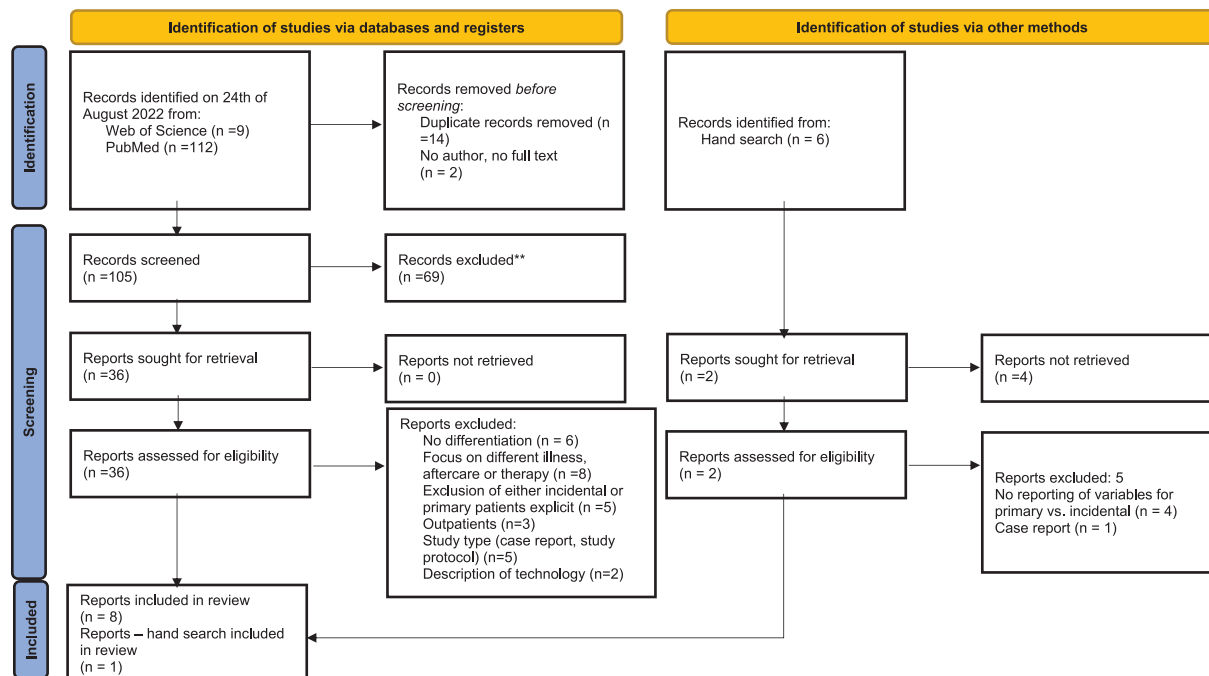 Identification of studies via databases and registers
Identification of studies via other methods
Identification
Records identified on 24th of
August 2022 from:
Web of Science (n =9)
PubMed (n =112)
Records removed before
screening:
Duplicate records removed (n
=14)
No author, no full text
(n = 2)
Records identified from:
Hand search (n = 6)
Screening
Records screened
(n =105)
Records excluded**
(n =69)
Reports sought for retrieval
(n =36)
Reports not retrieved
(n = 0)
Reports sought for retrieval
(n =2)
Reports not retrieved
(n =4)
Reports assessed for eligibility
(n =36)
Reports excluded:
No differentiation (n = 6)
Focus on different illness,
aftercare or therapy (n =8)
Exclusion of either incidental or
primary patients explicit (n =5)
Outpatients (n=3)
Study type (case report, study
protocol) (n=5)
Description of technology (n=2)
Reports assessed for eligibility
(n = 2)
Reports excluded: 5
No reporting of variables for
primary vs. incidental (n = 4)
Case report (n = 1)
Included
Reports included in review
(n = 8)
Reports – hand search included
in review
(n = 1)